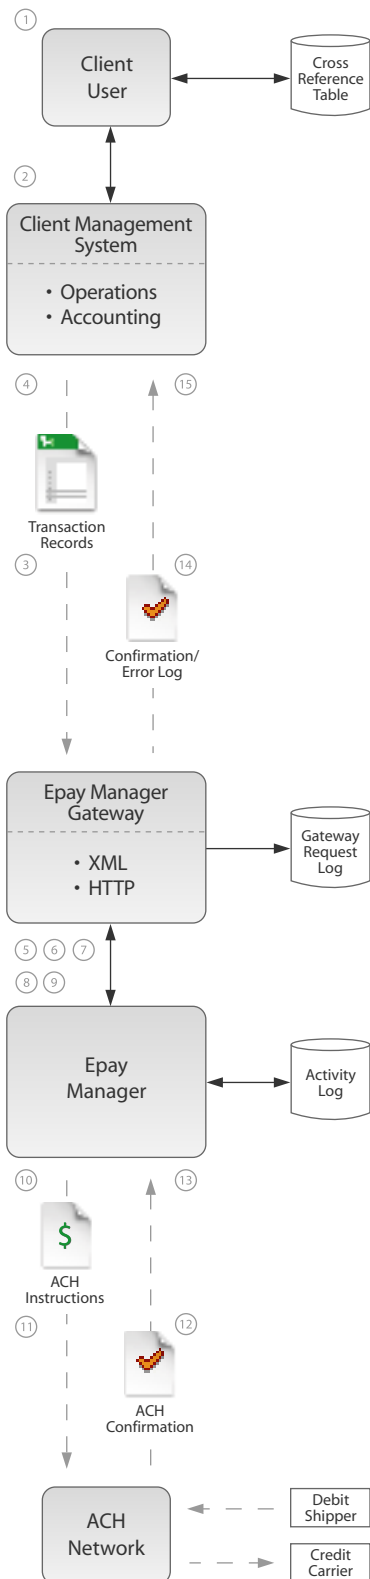 1
Client
User
Cross
Reference
Table
2
Client Management
System
• Operations
• Accounting
4
15
Transaction
Records
3
14
Confirmation/
Error Log
Epay Manager
Gateway
• XML
• HTTP
Gateway
Request
Log
5 6 7
8 9
Epay
Manager
Activity
Log
10
13
$
ACH
Instructions
11
12
ACH
Confirmation
ACH
Network
Debit
Shipper
Credit
Carrier